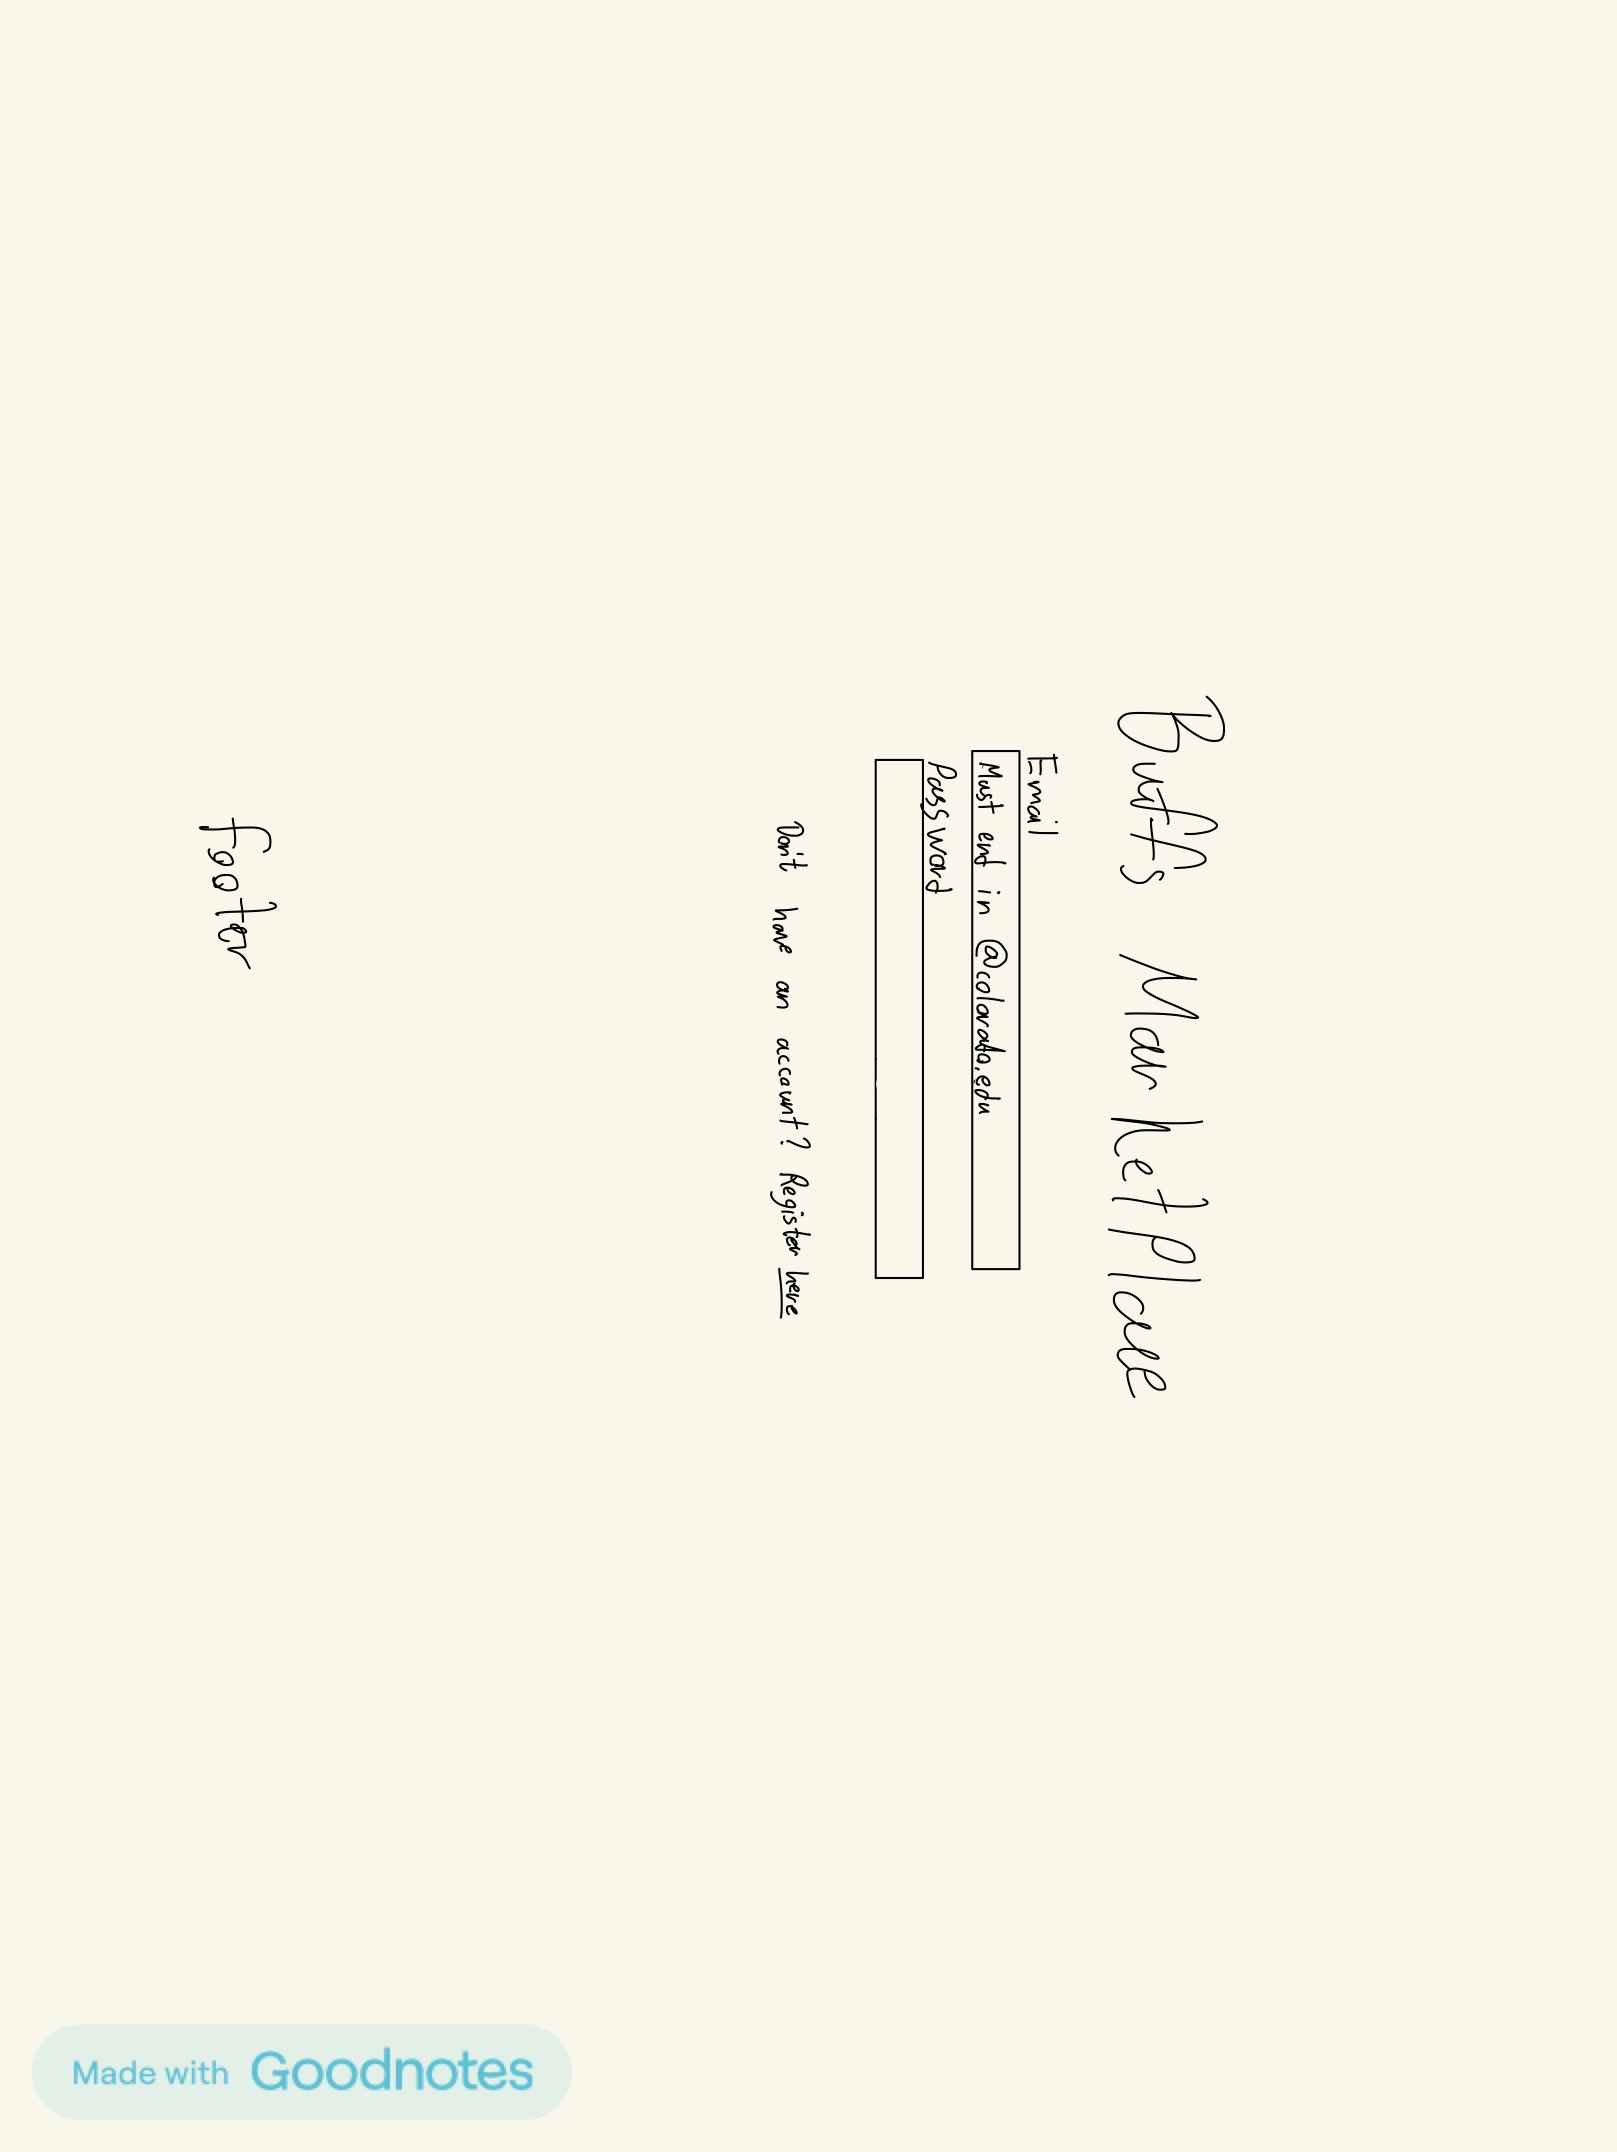 Buffs Marketplace
Email
Must end in @colorado.edu
Password
Don't have an account? Register here
footer
Made with Goodnotes